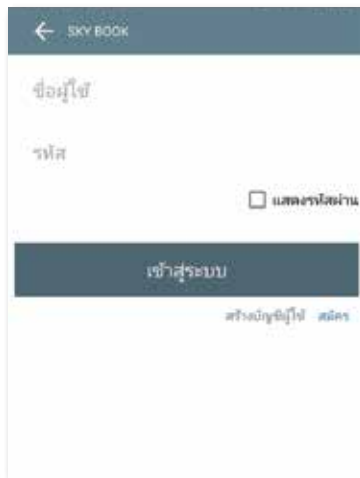 SKY BOOK
ชื่อผู้ใช้
รหัส
แสดงรหัสผ่าน
เข้าสู่ระบบ
สร้างบัญชีผู้ใช้ สมัคร